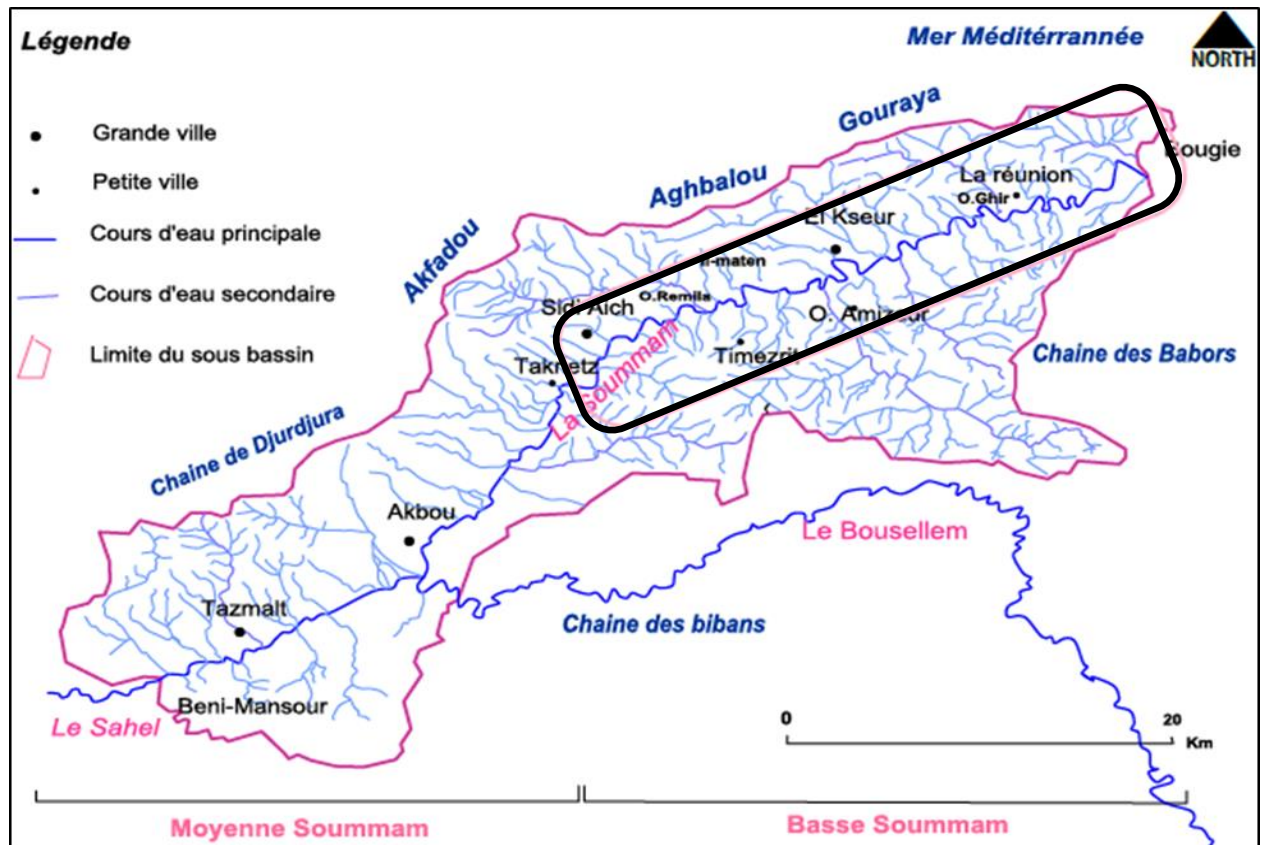 Légende
Mer Méditérrannée
NORTH
Grande ville
Petite ville
Cours d'eau principale
Cours d'eau secondaire
Limite du sous bassin
Gouraya
Bougie
Aghbalou
La réunion
O.Ghir
Akfadou
El Kseur
Il-maten
O.Remila
Sidi Aich
O. Amizour
Timezrit
Takrietz
La Soummam
Chaine des Babors
Chaine de Djurdjura
Akbou
Le Bousellem
Tazmalt
Chaine des bibans
Beni-Mansour
Le Sahel
0 20
Km
Moyenne Soummam
Basse Soummam